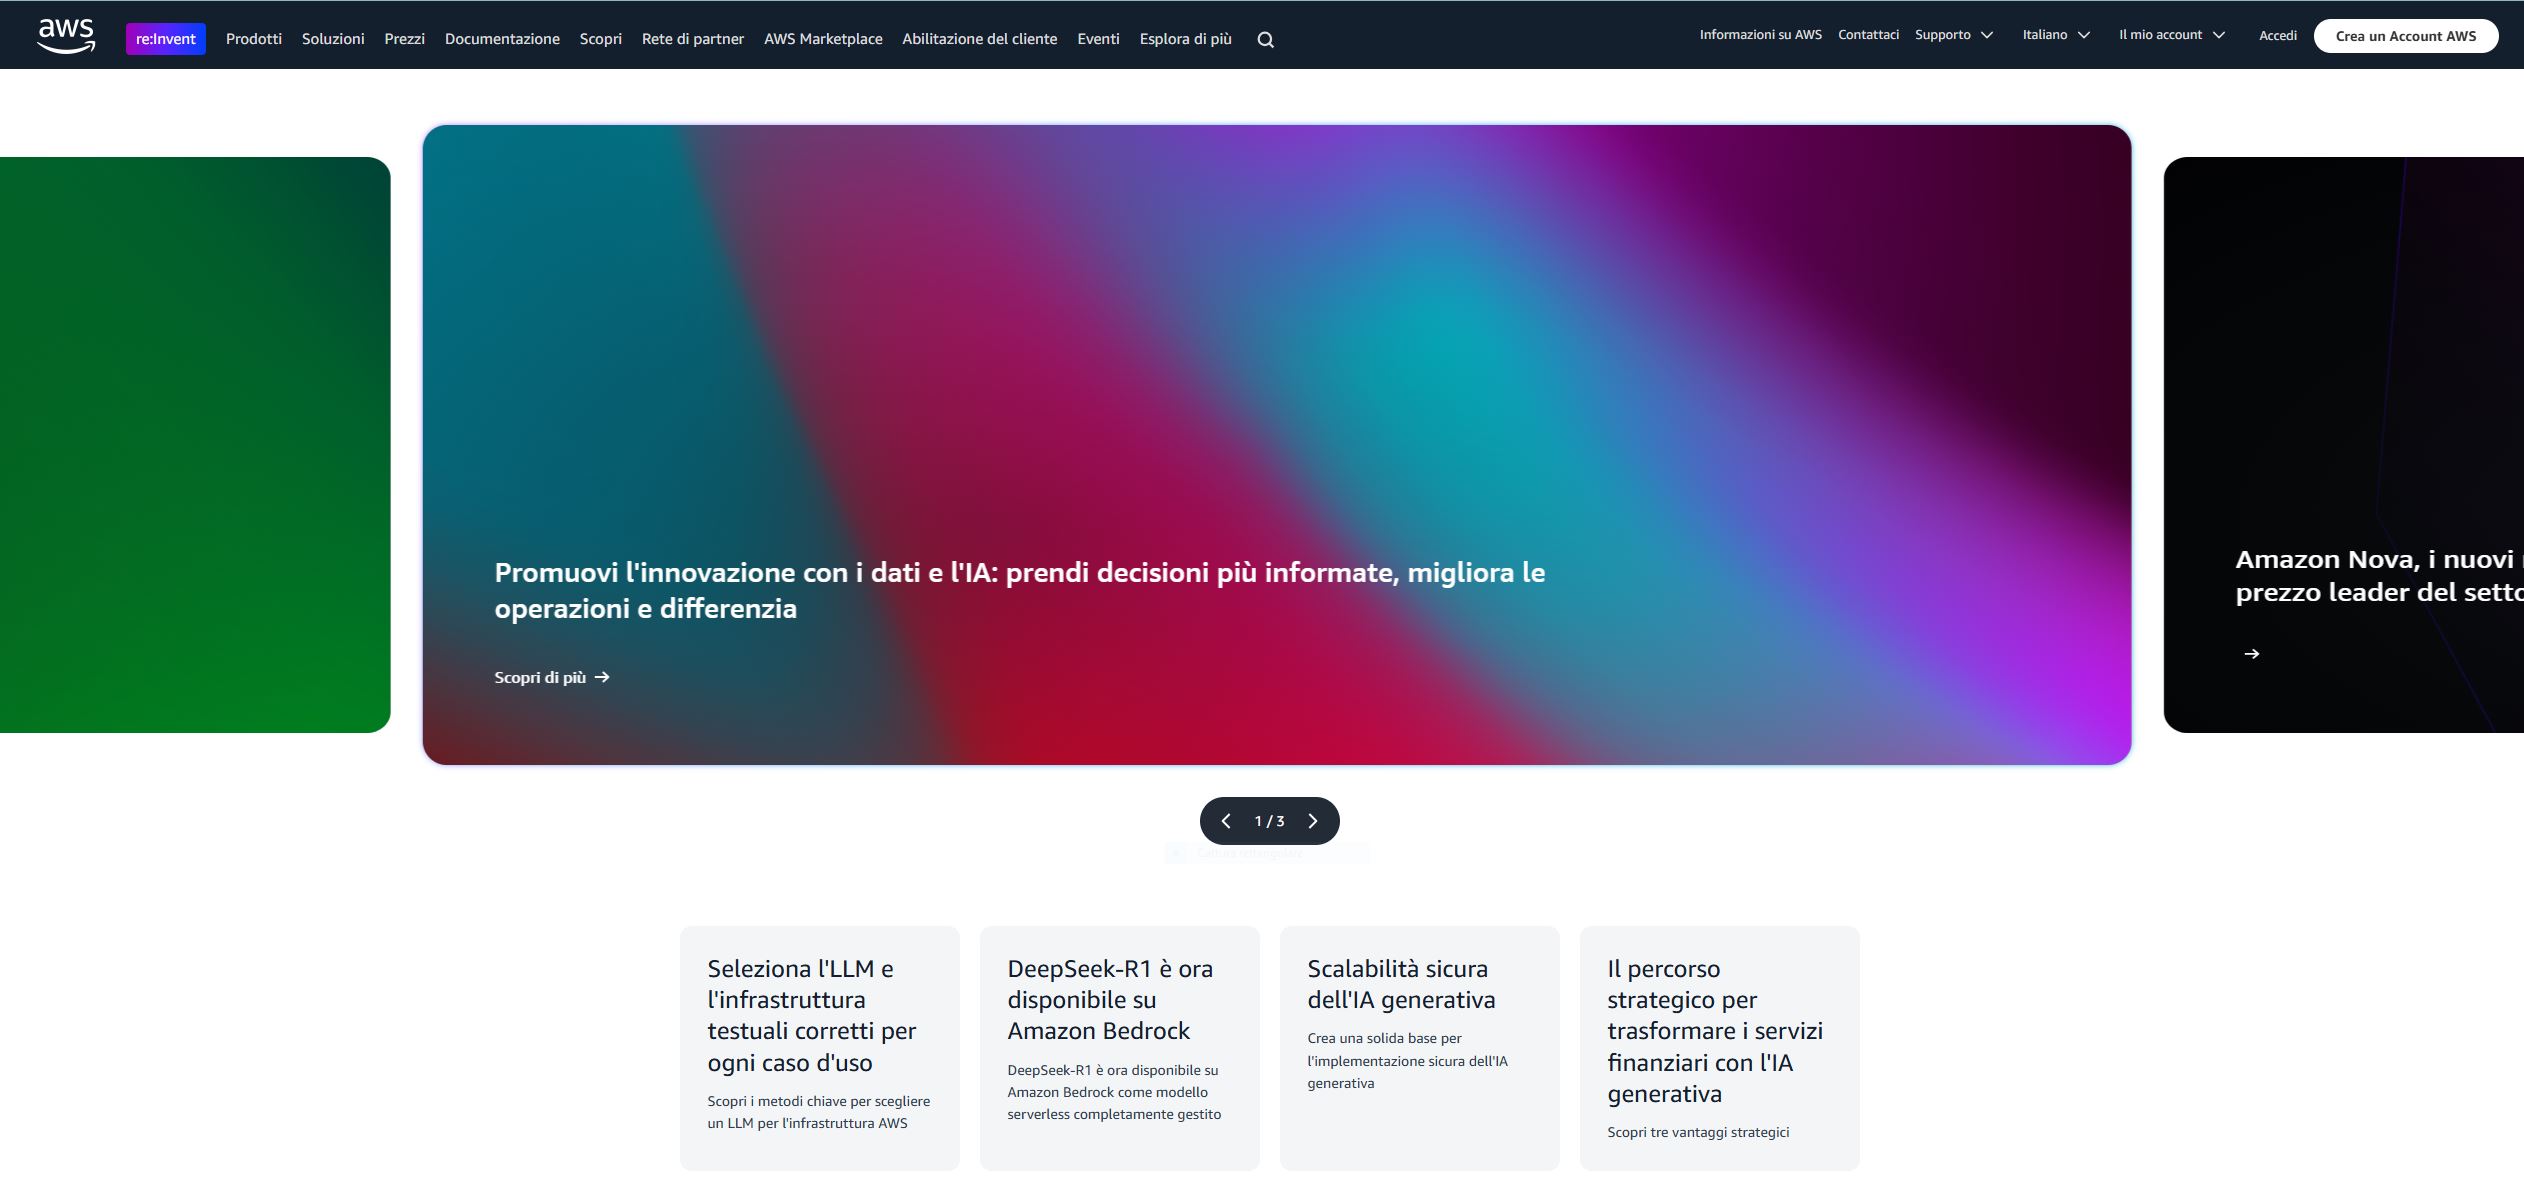 aws
re:Invent
Prodotti
Soluzioni
Prezzi
Documentazione
Scopri
Rete di partner
AWS Marketplace
Abilitazione del cliente
Eventi
Esplora di più
Informazioni su AWS
Contattaci
Supporto
Italiano
Il mio account
Accedi
Crea un Account AWS
Promuovi l'innovazione con i dati e l'IA: prendi decisioni più informate, migliora le
operazioni e differenzia
Scopri di più
Amazon Nova, i nuovi
prezzo leader del
1 / 3
Cattura rettangolare
Seleziona l'LLM e
l'infrastruttura
testuali corretti per
ogni caso d'uso
Scopri i metodi chiave per scegliere
un LLM per l'infrastruttura AWS
DeepSeek-R1 è ora
disponibile su
Amazon Bedrock
DeepSeek-R1 è ora disponibile su
Amazon Bedrock come modello
serverless completamente gestito
Scalabilità sicura
dell'IA generativa
Crea una solida base per
l'implementazione sicura dell'IA
generativa
Il percorso
strategico per
trasformare i servizi
finanziari con l'IA
generativa
Scopri tre vantaggi strategici